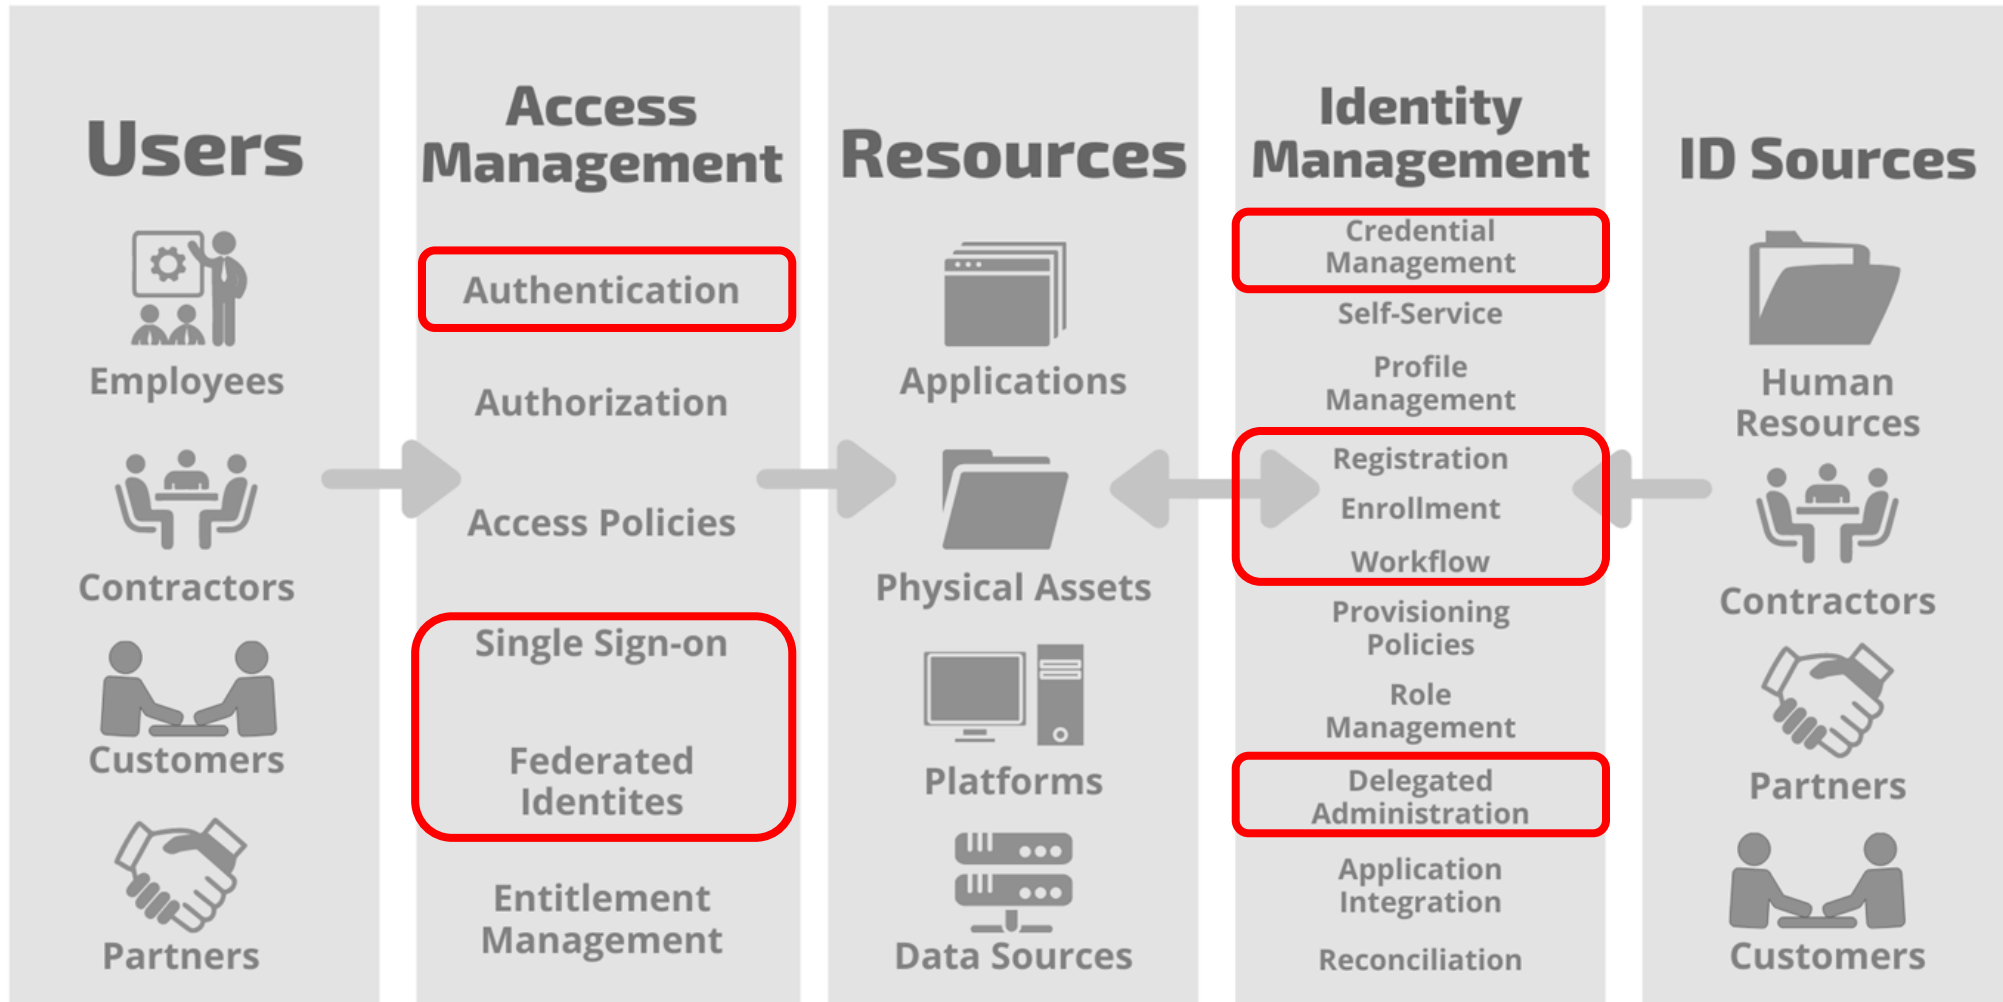 Users
Employees
Contractors
Customers
Partners
Access
Management
Authentication
Authorization
Access Policies
Single Sign-on
Federated
Identites
Entitlement
Management
Resources
Applications
Physical Assets
Platforms
Data Sources
Identity
Management
Credential
Management
Self-Service
Profile
Management
Registration
Enrollment
Workflow
Provisioning
Policies
Role
Management
Delegated
Administration
Application
Integration
Reconciliation
ID Sources
Human
Resources
Contractors
Partners
Customers